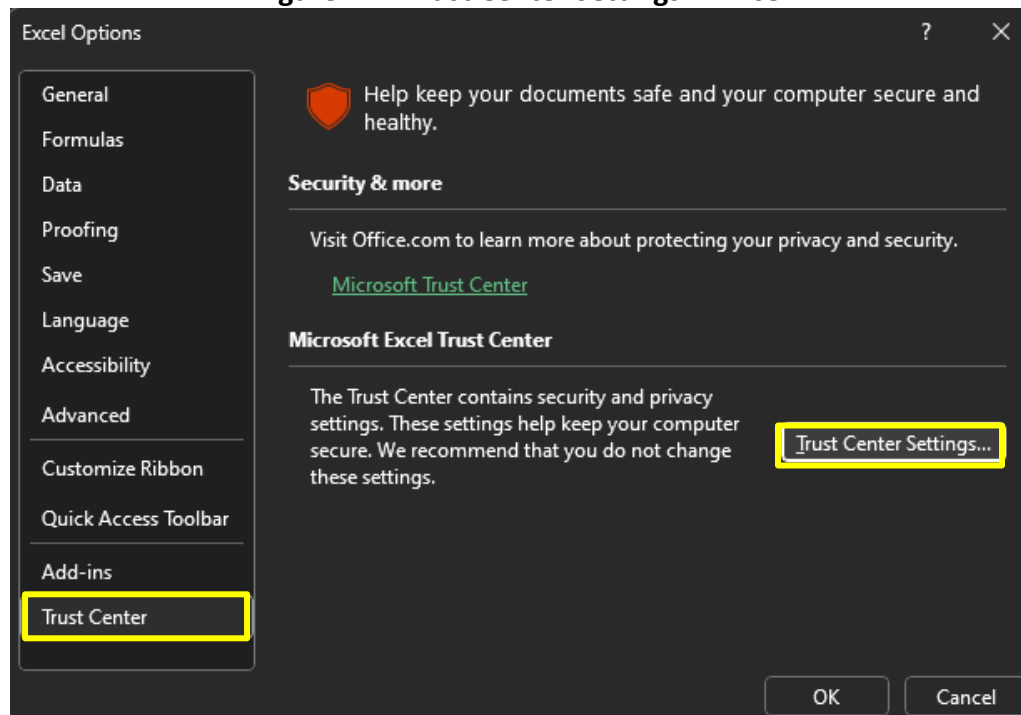 Excel Options
?
General
Formulas
Data
Proofing
Save
Language
Accessibility
Advanced
Customize Ribbon
Quick Access Toolbar
Add-ins
Trust Center
Help keep your documents safe and your computer secure and
healthy.
Security & more
Visit Office.com to learn more about protecting your privacy and security.
Microsoft Trust Center
Microsoft Excel Trust Center
The Trust Center contains security and privacy
settings. These settings help keep your computer
secure. We recommend that you do not change
these settings.
Trust Center Settings...
OK
Cancel